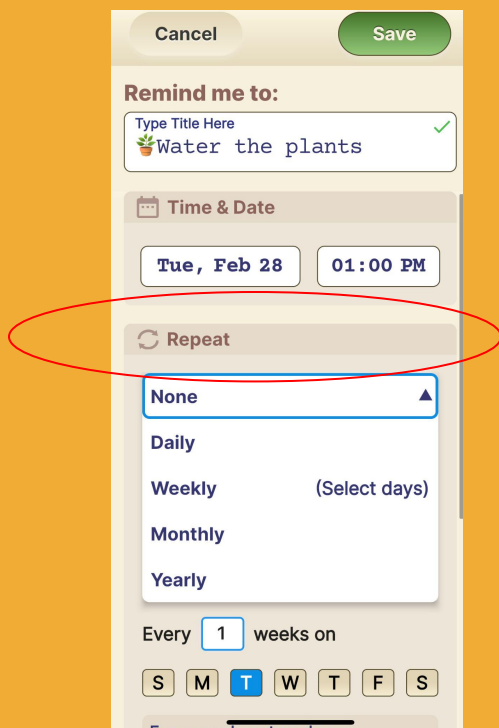 Cancel Save
Remind me to:
Type Title Here
Water the plants
Time & Date
Tue, Feb 28 01:00 PM
Repeat
None
Daily
Weekly (Select days)
Monthly
Yearly
Every 1 weeks on
S M T W T F S